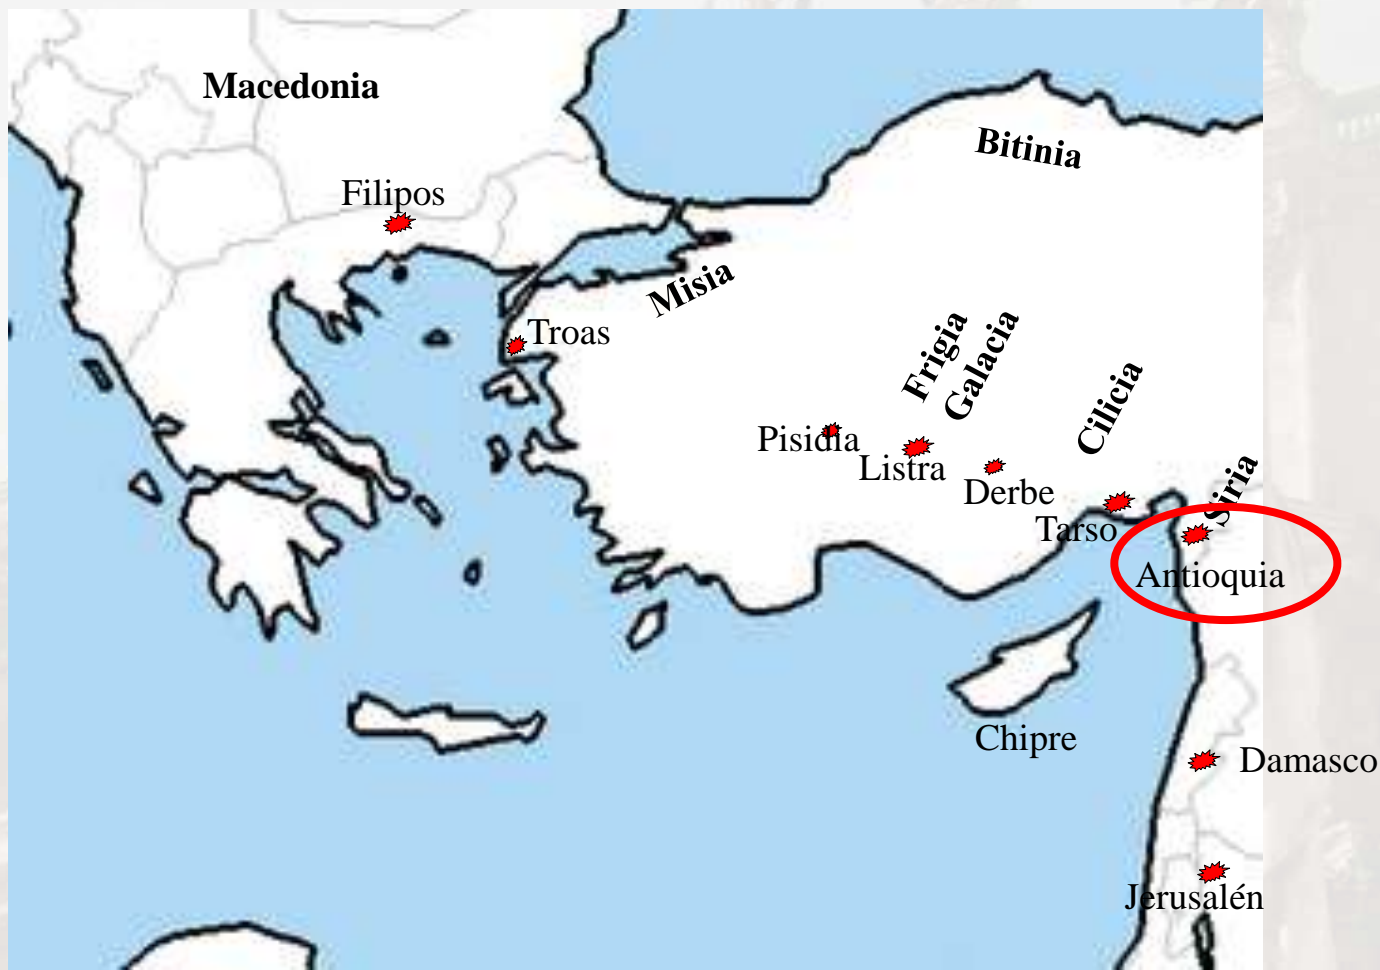 Macedonia
Bitinia
Filipos
Misia
Troas
Frigia
Galacia
Cilicia
Pisidia
Listra
Derbe
Siria
Tarso
Antioquia
Chipre
Damasco
Jerusalén